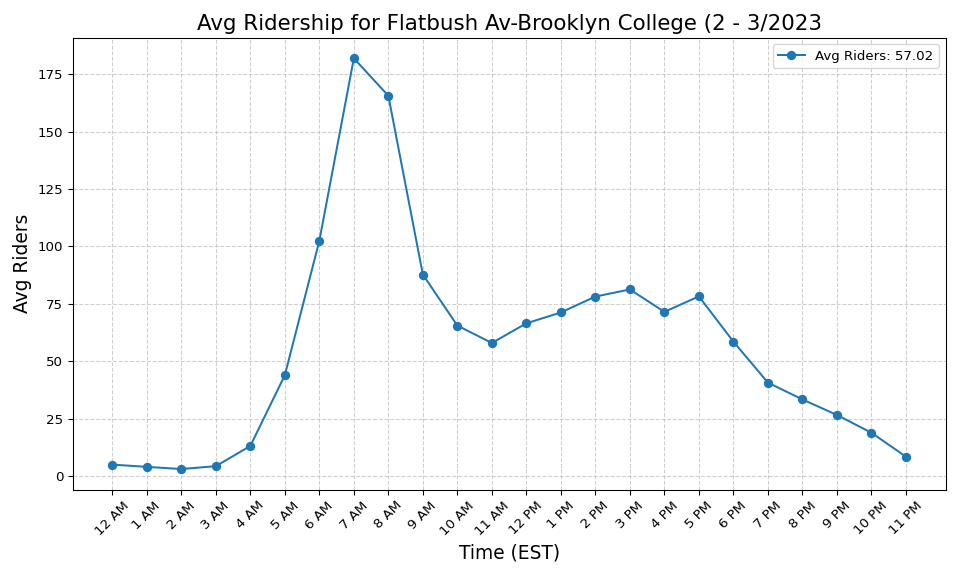 Avg Ridership for Flatbush Av-Brooklyn College (2 - 3/2023
Avg Riders: 57.02
Avg Riders
175
150
125
100
75
50
25
0
12 AM 1 AM 2 AM 3 AM 4 AM 5 AM 6 AM 7 AM 8 AM 9 AM 10 AM 11 AM 12 PM 1 PM 2 PM 3 PM 4 PM 5 PM 6 PM 7 PM 8 PM 9 PM 10 PM 11 PM
Time (EST)